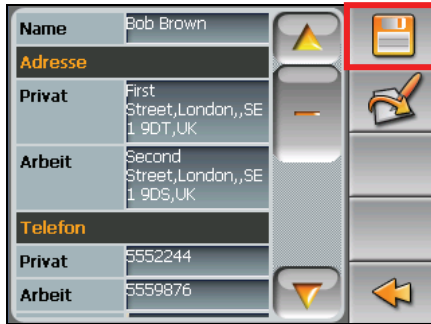 Name Bob Brown
Adresse
Privat First
Street,London,,SE
1 9DT,UK
Arbeit Second
Street,London,,SE
1 9DS,UK
Telefon
Privat 5552244
Arbeit 5559876